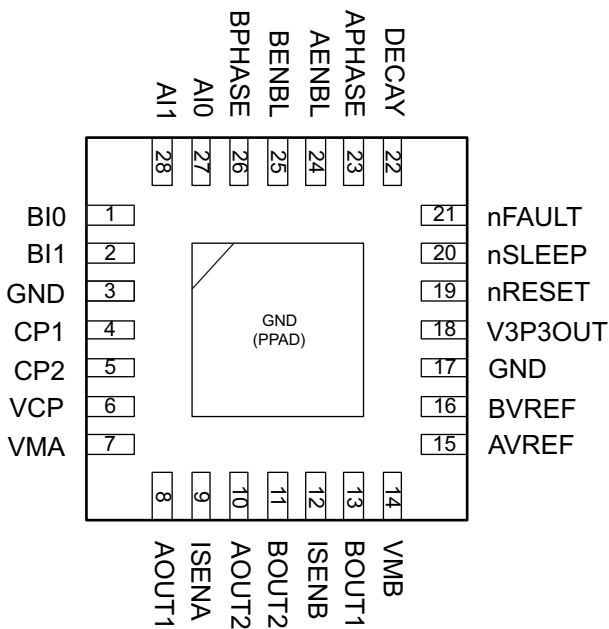 AI1
AI0
BPHASE
BENBL
AENBL
APHASE
DECAY
28
27
26
25
24
23
22
BI0 1
BI1 2
GND 3
CP1 4
CP2 5
VCP 6
VMA 7
GND
(PPAD)
21 nFAULT
20 nSLEEP
19 nRESET
18 V3P3OUT
17 GND
16 BVREF
15 AVREF
8
9
10
11
12
13
14
AOUT1
ISENA
AOUT2
BOUT2
ISENB
BOUT1
VMB